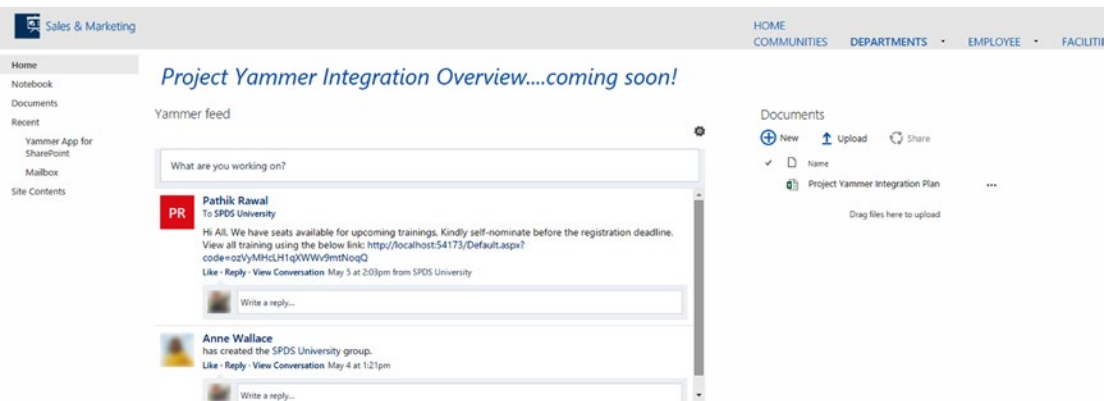 Sales & Marketing
HOME
COMMUNITIES DEPARTMENTS EMPLOYEE FACILITI
Home
Notebook
Documents
Recent
Yammer App for
SharePoint
Mailbox
Site Contents
Project Yammer Integration Overview....coming soon!
Yammer feed
What are you working on?
PR
Pathik Rawal
To SPDS University
Hi All, We have seats available for upcoming trainings. Kindly self-nominate before the registration deadline.
View all training using the below link: http://localhost:54173/Default.aspx?
code=ozVyMHcLH1qXWWv9mtNoqQ
Like · Reply · View Conversation May 5 at 2:03pm from SPDS University
Write a reply...
Anne Wallace
has created the SPDS University group.
Like · Reply · View Conversation May 4 at 1:21pm
Write a reply...
Documents
New Upload Share
Name
Project Yammer Integration Plan ...
Drag files here to upload